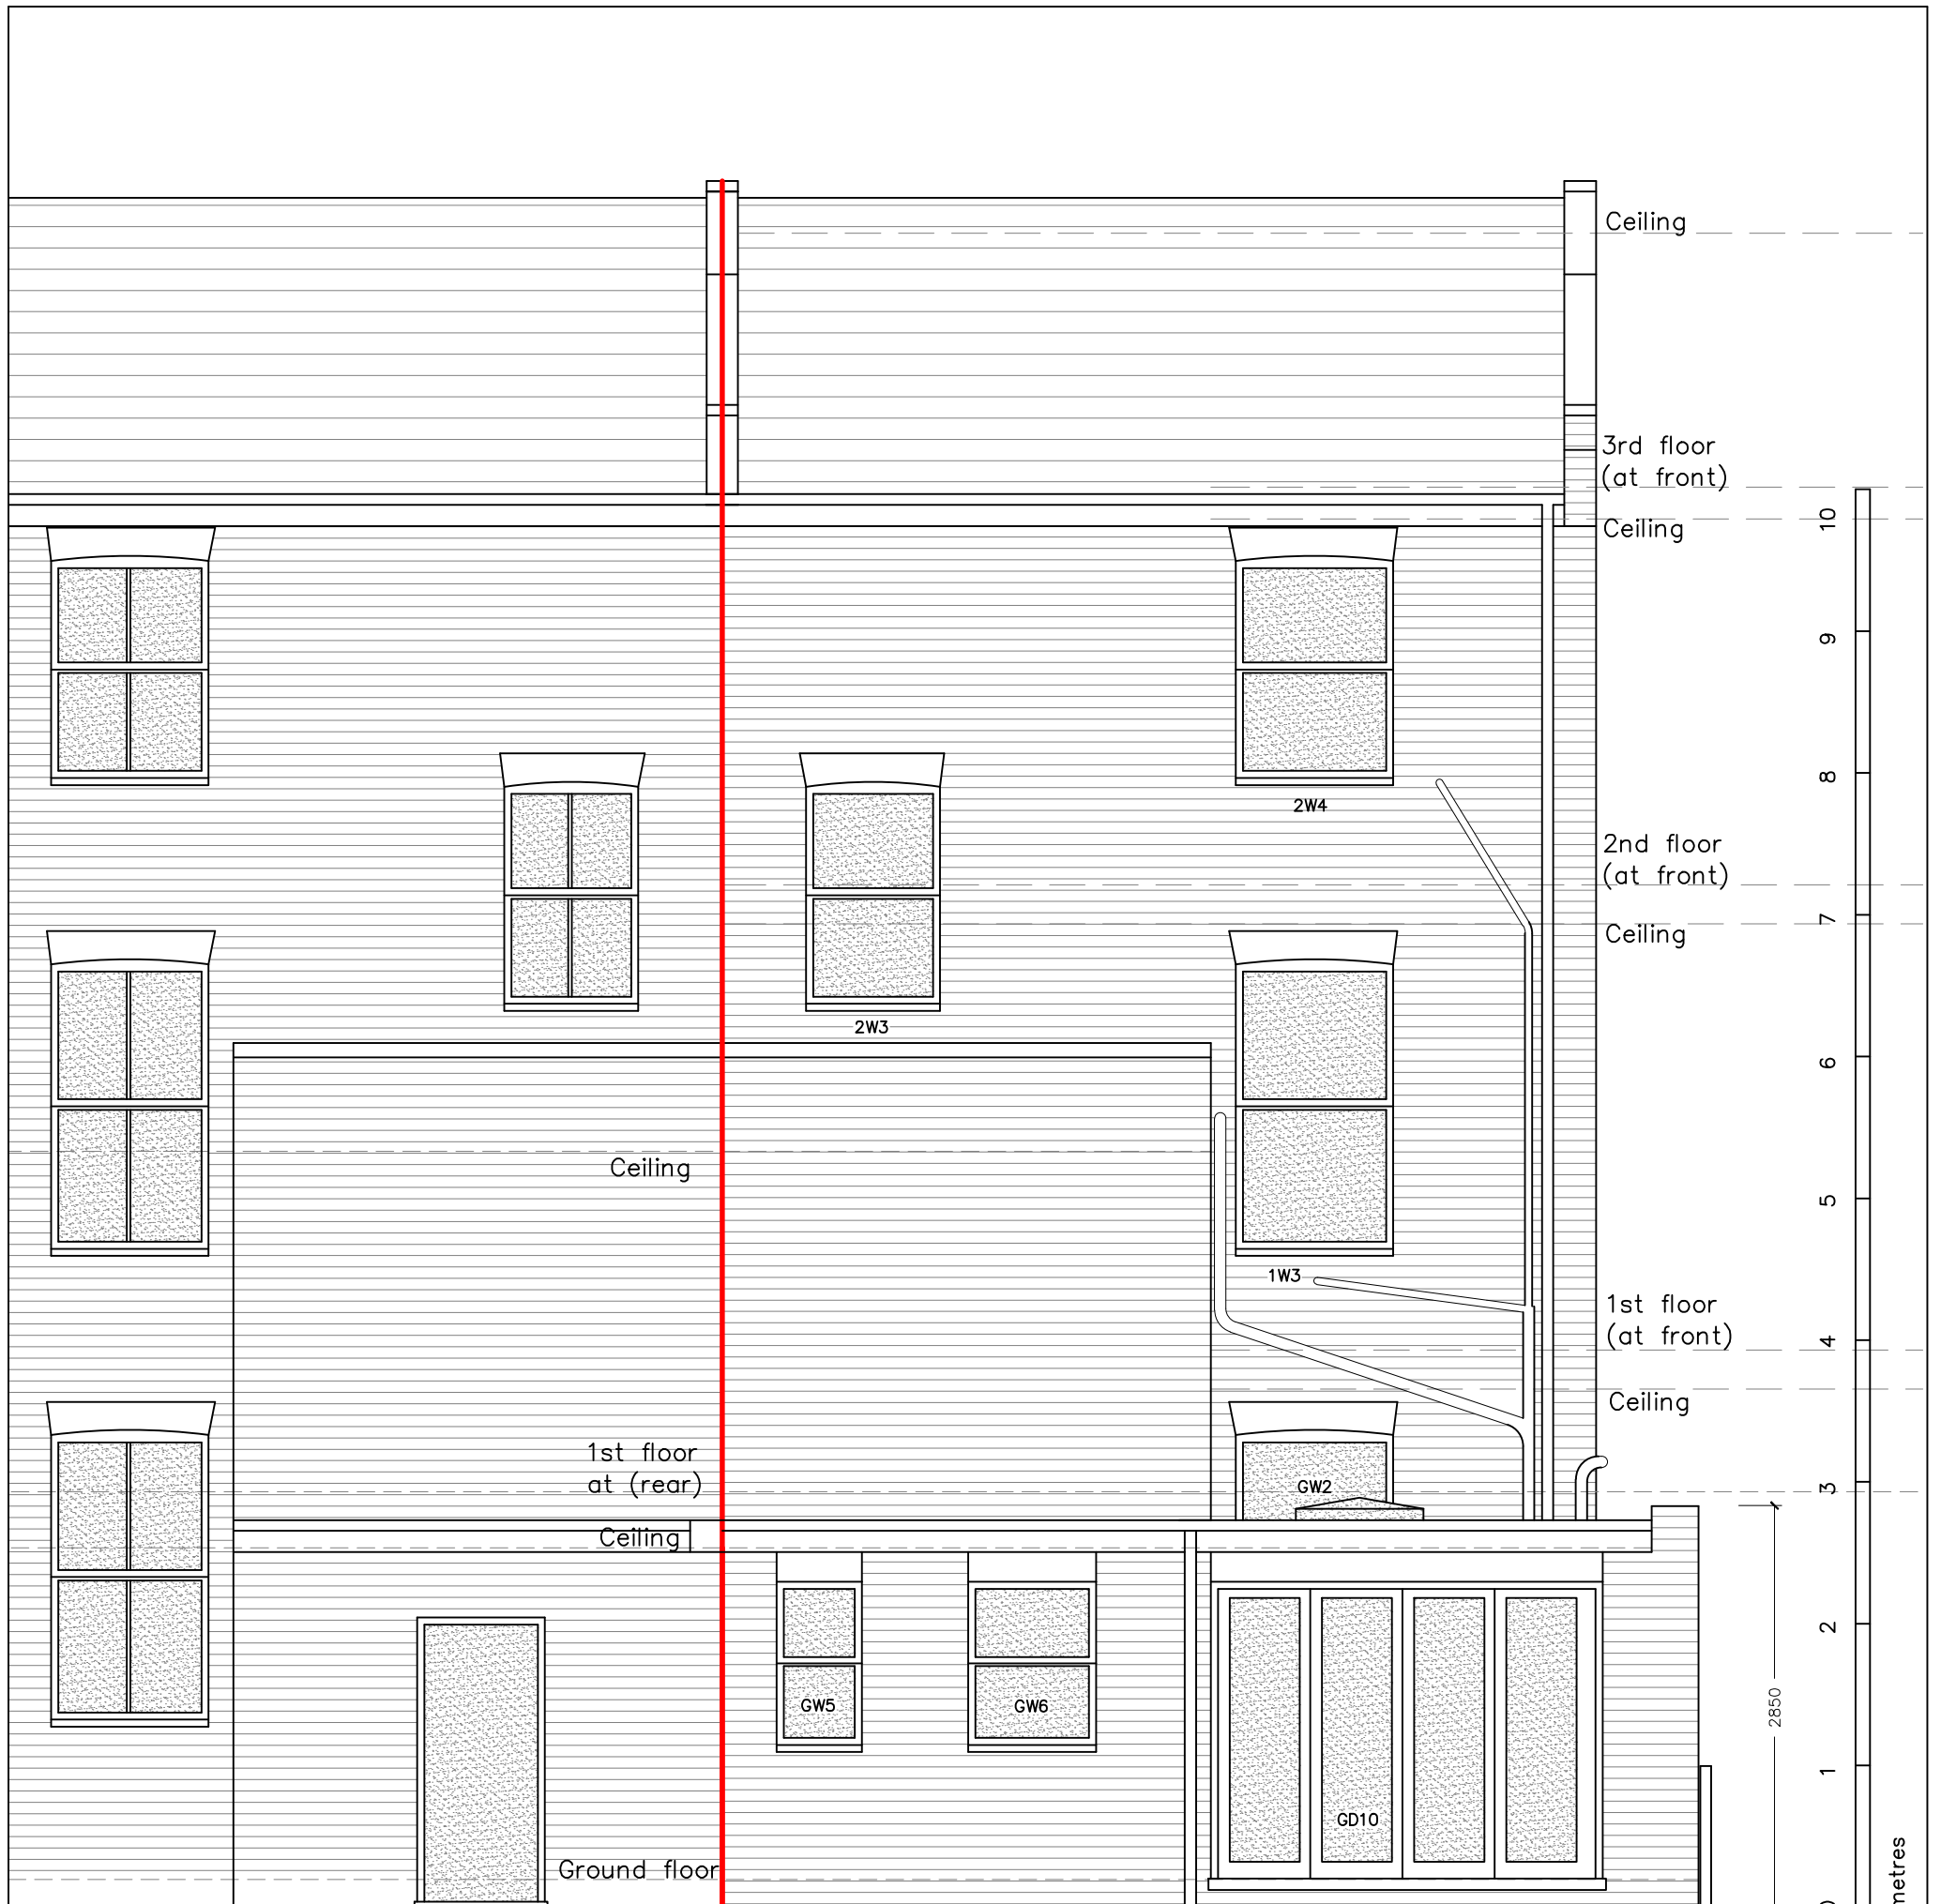 Ceiling
3rd floor
(at front)
Ceiling
10
9
8
2W4
2nd floor
(at front)
7
Ceiling
2W3
6
Ceiling
5
1W3
1st floor
(at front)
4
Ceiling
1st floor
at (rear)
GW2
3
Ceiling
2
GW5
GW6
2850
1
GD10
Ground floor
metres